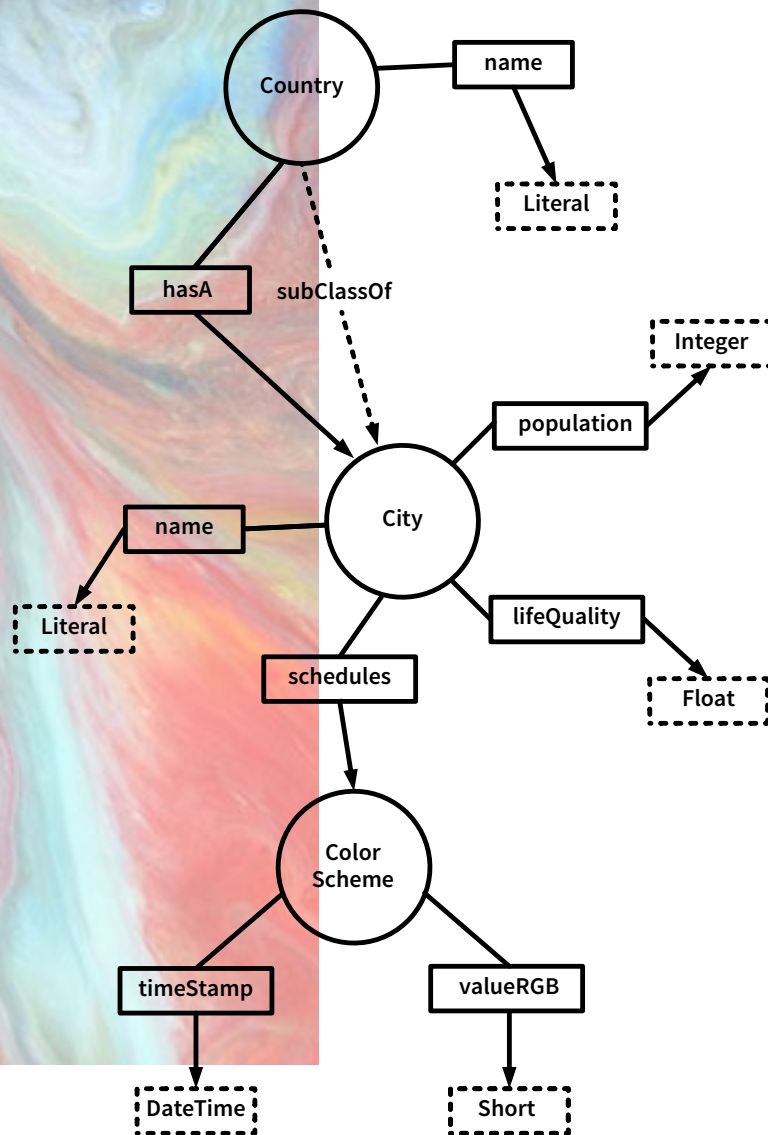 Country
name
Literal
hasA
subClassOf
Integer
population
City
name
lifeQuality
Literal
schedules
Float
Color
Scheme
timeStamp
valueRGB
DateTime
Short